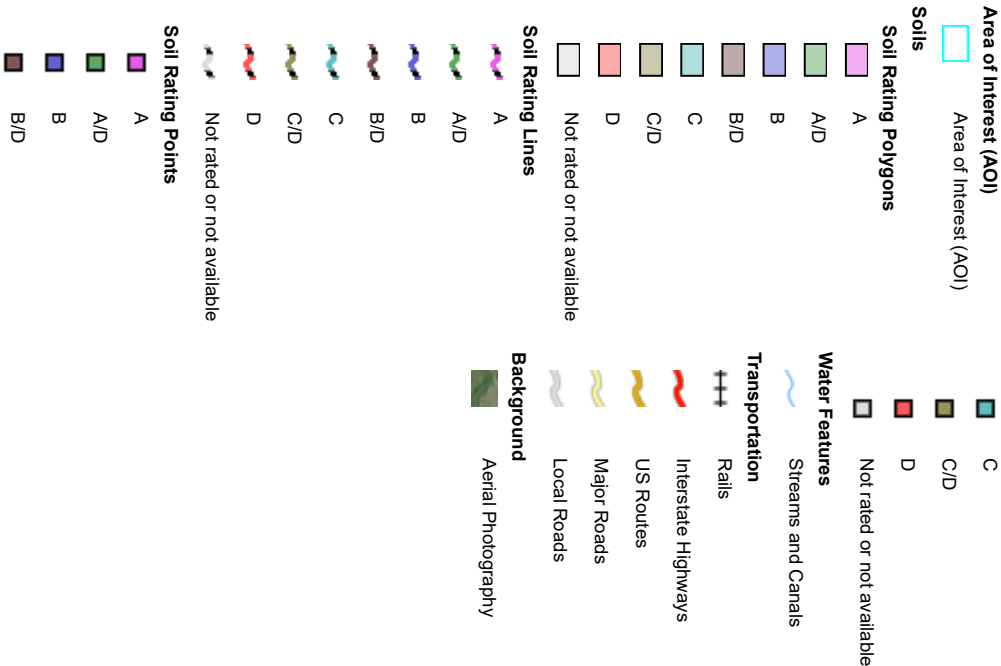 Area of Interest (AOI)
Area of Interest (AOI)
Soils
Soil Rating Polygons
A
A/D
B
B/D
C
C/D
D
Not rated or not available
Soil Rating Lines
A
A/D
B
B/D
C
C/D
D
Not rated or not available
Soil Rating Points
A
A/D
B
B/D
C
C/D
D
Not rated or not available
Water Features
Streams and Canals
Transportation
Rails
Interstate Highways
US Routes
Major Roads
Local Roads
Background
Aerial Photography